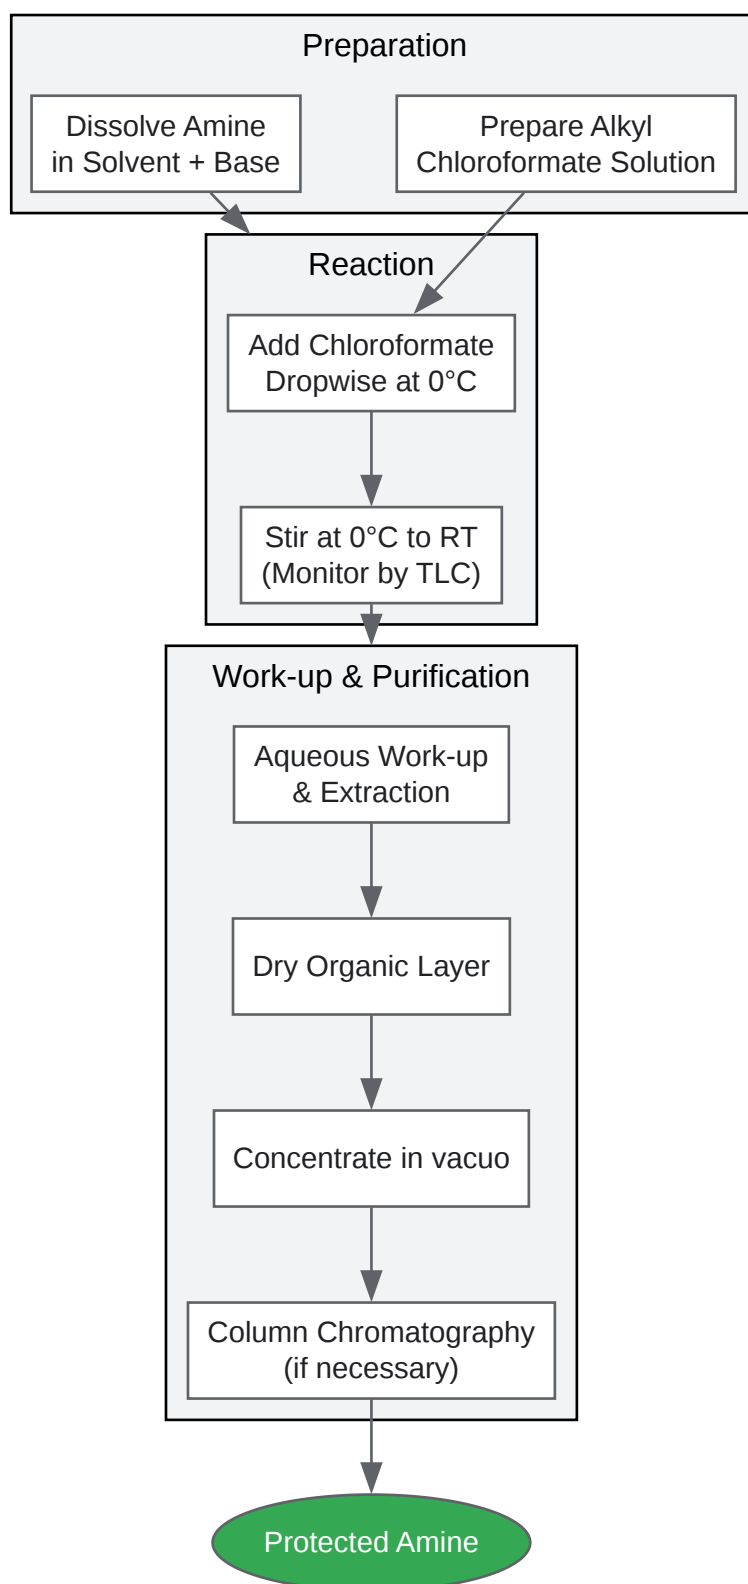 Preparation
Dissolve Amine
in Solvent + Base
Prepare Alkyl
Chloroformate Solution
Reaction
Add Chloroformate
Dropwise at 0°C
Stir at 0°C to RT
(Monitor by TLC)
Work-up & Purification
Aqueous Work-up
& Extraction
Dry Organic Layer
Concentrate in vacuo
Column Chromatography
(if necessary)
Protected Amine